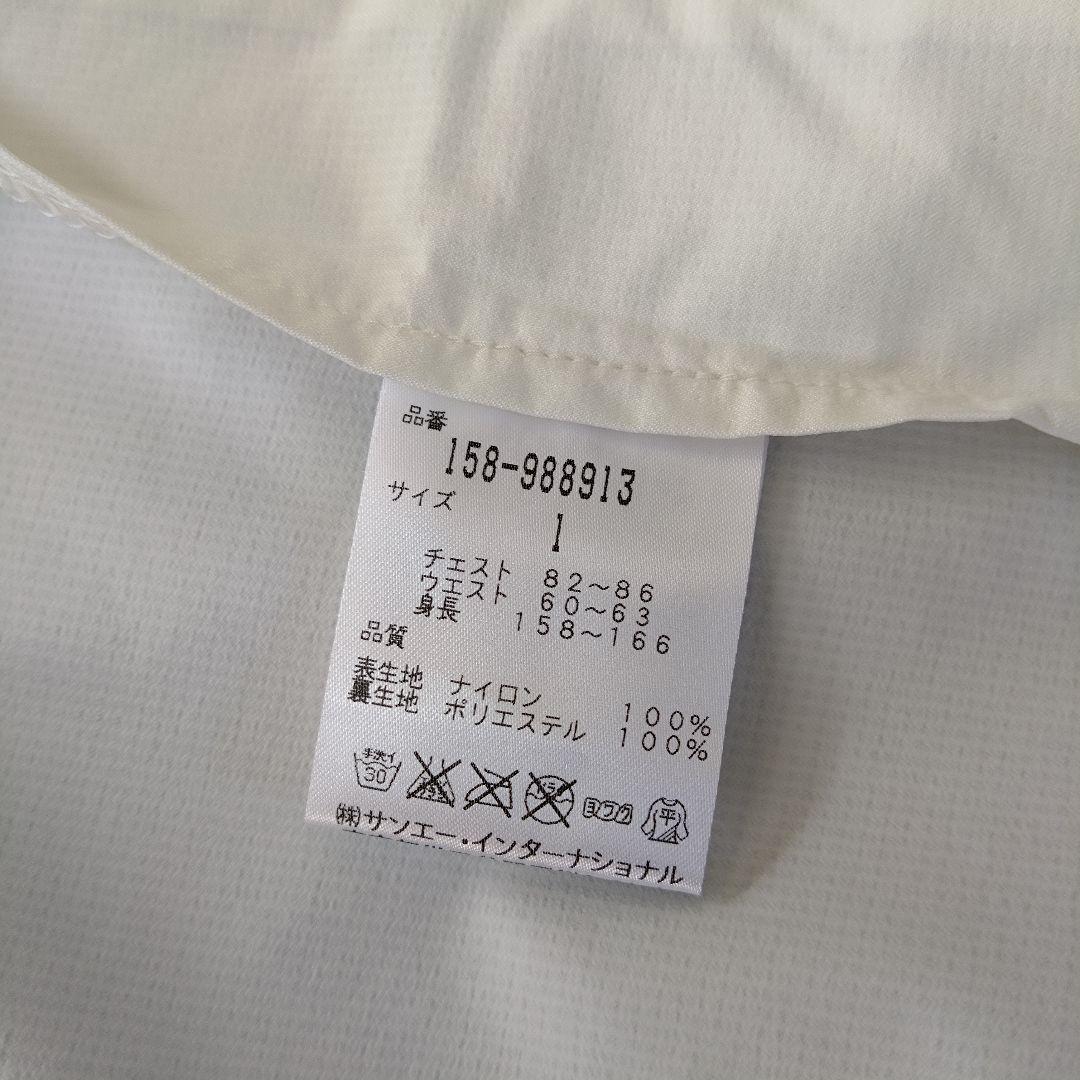 品番
158-988913
サイズ
1
チェスト 82〜86
ウエスト 60〜63
身長 158〜166
品質
表生地 ナイロン 100%
裏生地 ポリエステル 100%
手洗イ
30
ヨワク
平
㈱サンエー・インターナショナル